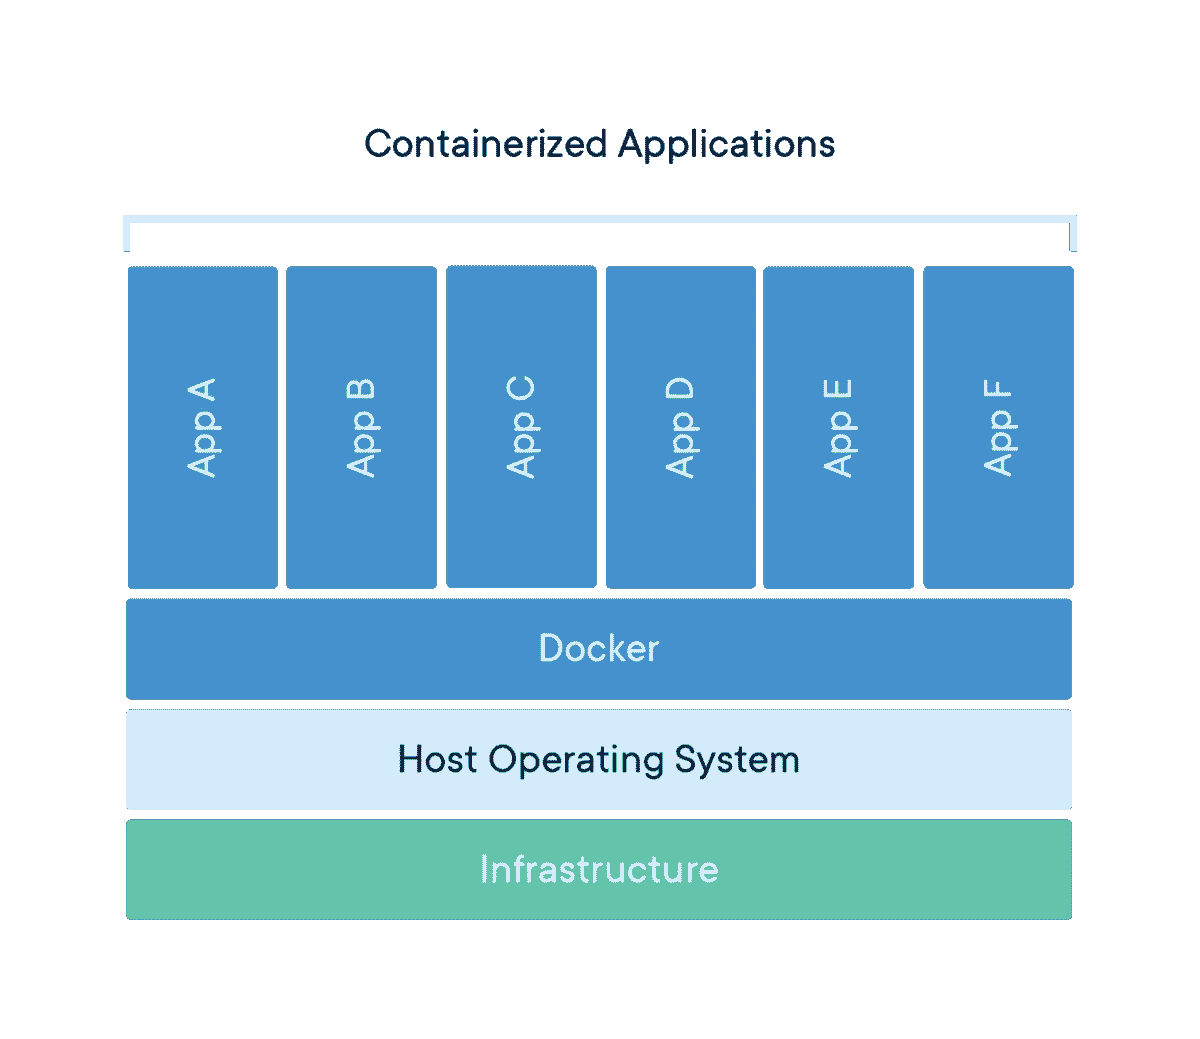 Containerized Applications
App A
App B
App C
App D
App E
App F
Docker
Host Operating System
Infrastructure